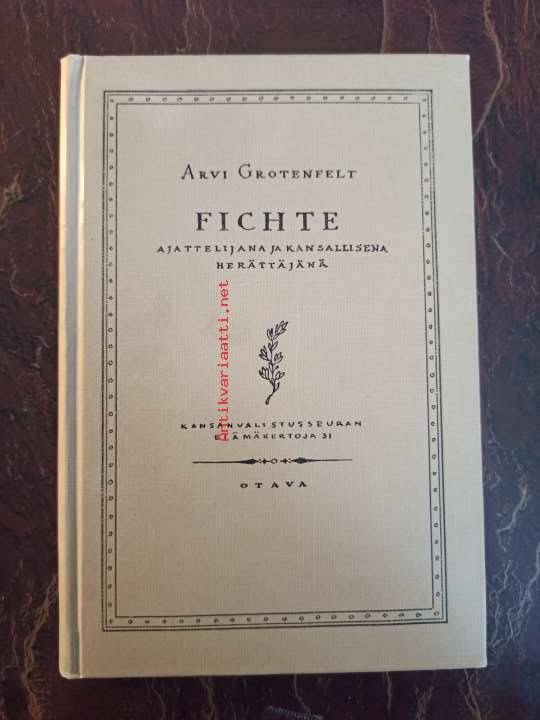 ARVI GROTENFELT
FICHTE
AJATTELIJANA JA KANSALLISENA
HERÄTTÄJÄNÄ
KANSANVALISTUSSEURAN
ELÄMÄKERTOJA 31
OTAVA
Antikvariaatti.net